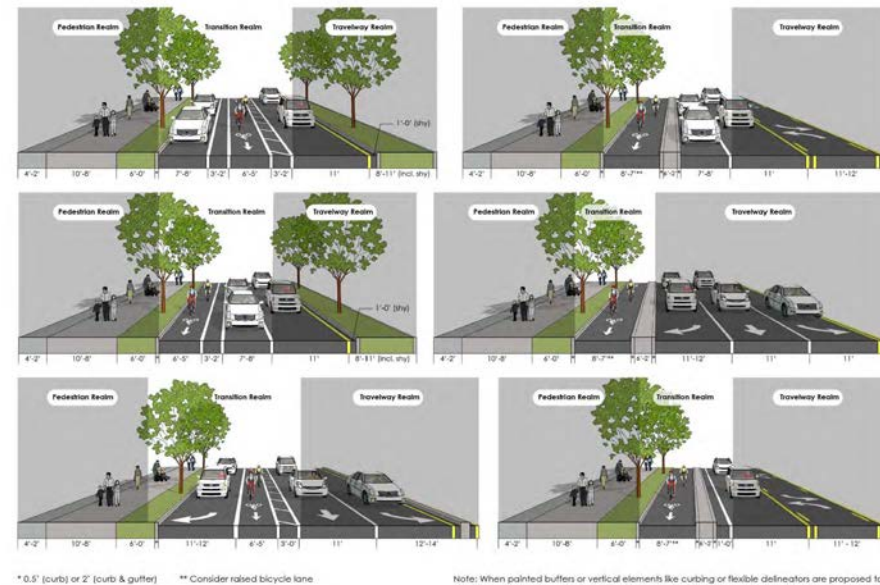 Pedestrian Realm Transition Realm Travelway Realm
1'-0' (shy)
4'-2' 10'-8' 6'-0' * 7'-8' 3'-2' 6'-5' 3'-2' 11' 8'-11' (incl. shy)
Pedestrian Realm Transition Realm Travelway Realm
4'-2' 10'-8' 6'-0' * 8'-7'** 7'-8' 11' 11'-12'
Pedestrian Realm Transition Realm Travelway Realm
1'-0' (shy)
4'-2' 10'-8' 6'-0' * 6'-5' 3'-2' 7'-8' 11' 8'-11' (incl. shy)
Pedestrian Realm Transition Realm Travelway Realm
4'-2' 10'-8' 6'-0' * 8'-7'** 11'-12' 11' 11'
Pedestrian Realm Transition Realm Travelway Realm
4'-2' 10'-8' 6'-0' * 11'-12' 6'-5' 3'-0' 11' 12'-14'
Pedestrian Realm Transition Realm Travelway Realm
4'-2' 10'-8' 6'-0' * 8'-7'** 11' 11' - 12'
* 0.5' (curb) or 2' (curb & gutter) ** Consider raised bicycle lane
Note: When painted buffers or vertical elements like curbing or flexible delineators are proposed